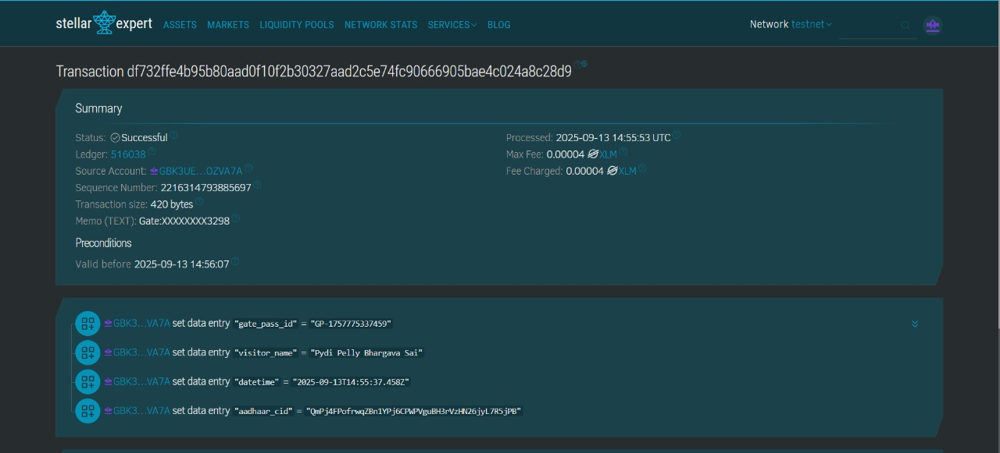 stellar expert ASSETS MARKETS LIQUIDITY POOLS NETWORK STATS SERVICES BLOG Network testnet
Transaction df732ffe4b95b80aad0f10f2b30327aad2c5e74fc90666905bae4c024a8c28d9
Summary
Status: Successful
Ledger: 516038
Source Account: GBK3UE…OZVA7A
Sequence Number: 2216314793885697
Transaction size: 420 bytes
Memo (TEXT): Gate:XXXXXXXX3298
Processed: 2025-09-13 14:55:53 UTC
Max Fee: 0.00004 XLM
Fee Charged: 0.00004 XLM
Preconditions
Valid before 2025-09-13 14:56:07
GBK3…VA7A set data entry "gate_pass_id" = "GP-1757775337459"
GBK3…VA7A set data entry "visitor_name" = "Pydi Pelly Bhargava Sai"
GBK3…VA7A set data entry "datetime" = "2025-09-13T14:55:37.458Z"
GBK3…VA7A set data entry "aadhaar_cid" = "QmPj4FPofrwqZBn1YPj6CPWPVguBH3rVzHN26jyL7R5jPB"